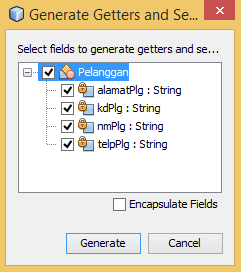 Generate Getters and Se...
Select fields to generate getters and se...
Pelanggan
alamatPlg : String
kdPlg : String
nmPlg : String
telpPlg : String
Encapsulate Fields
Generate
Cancel